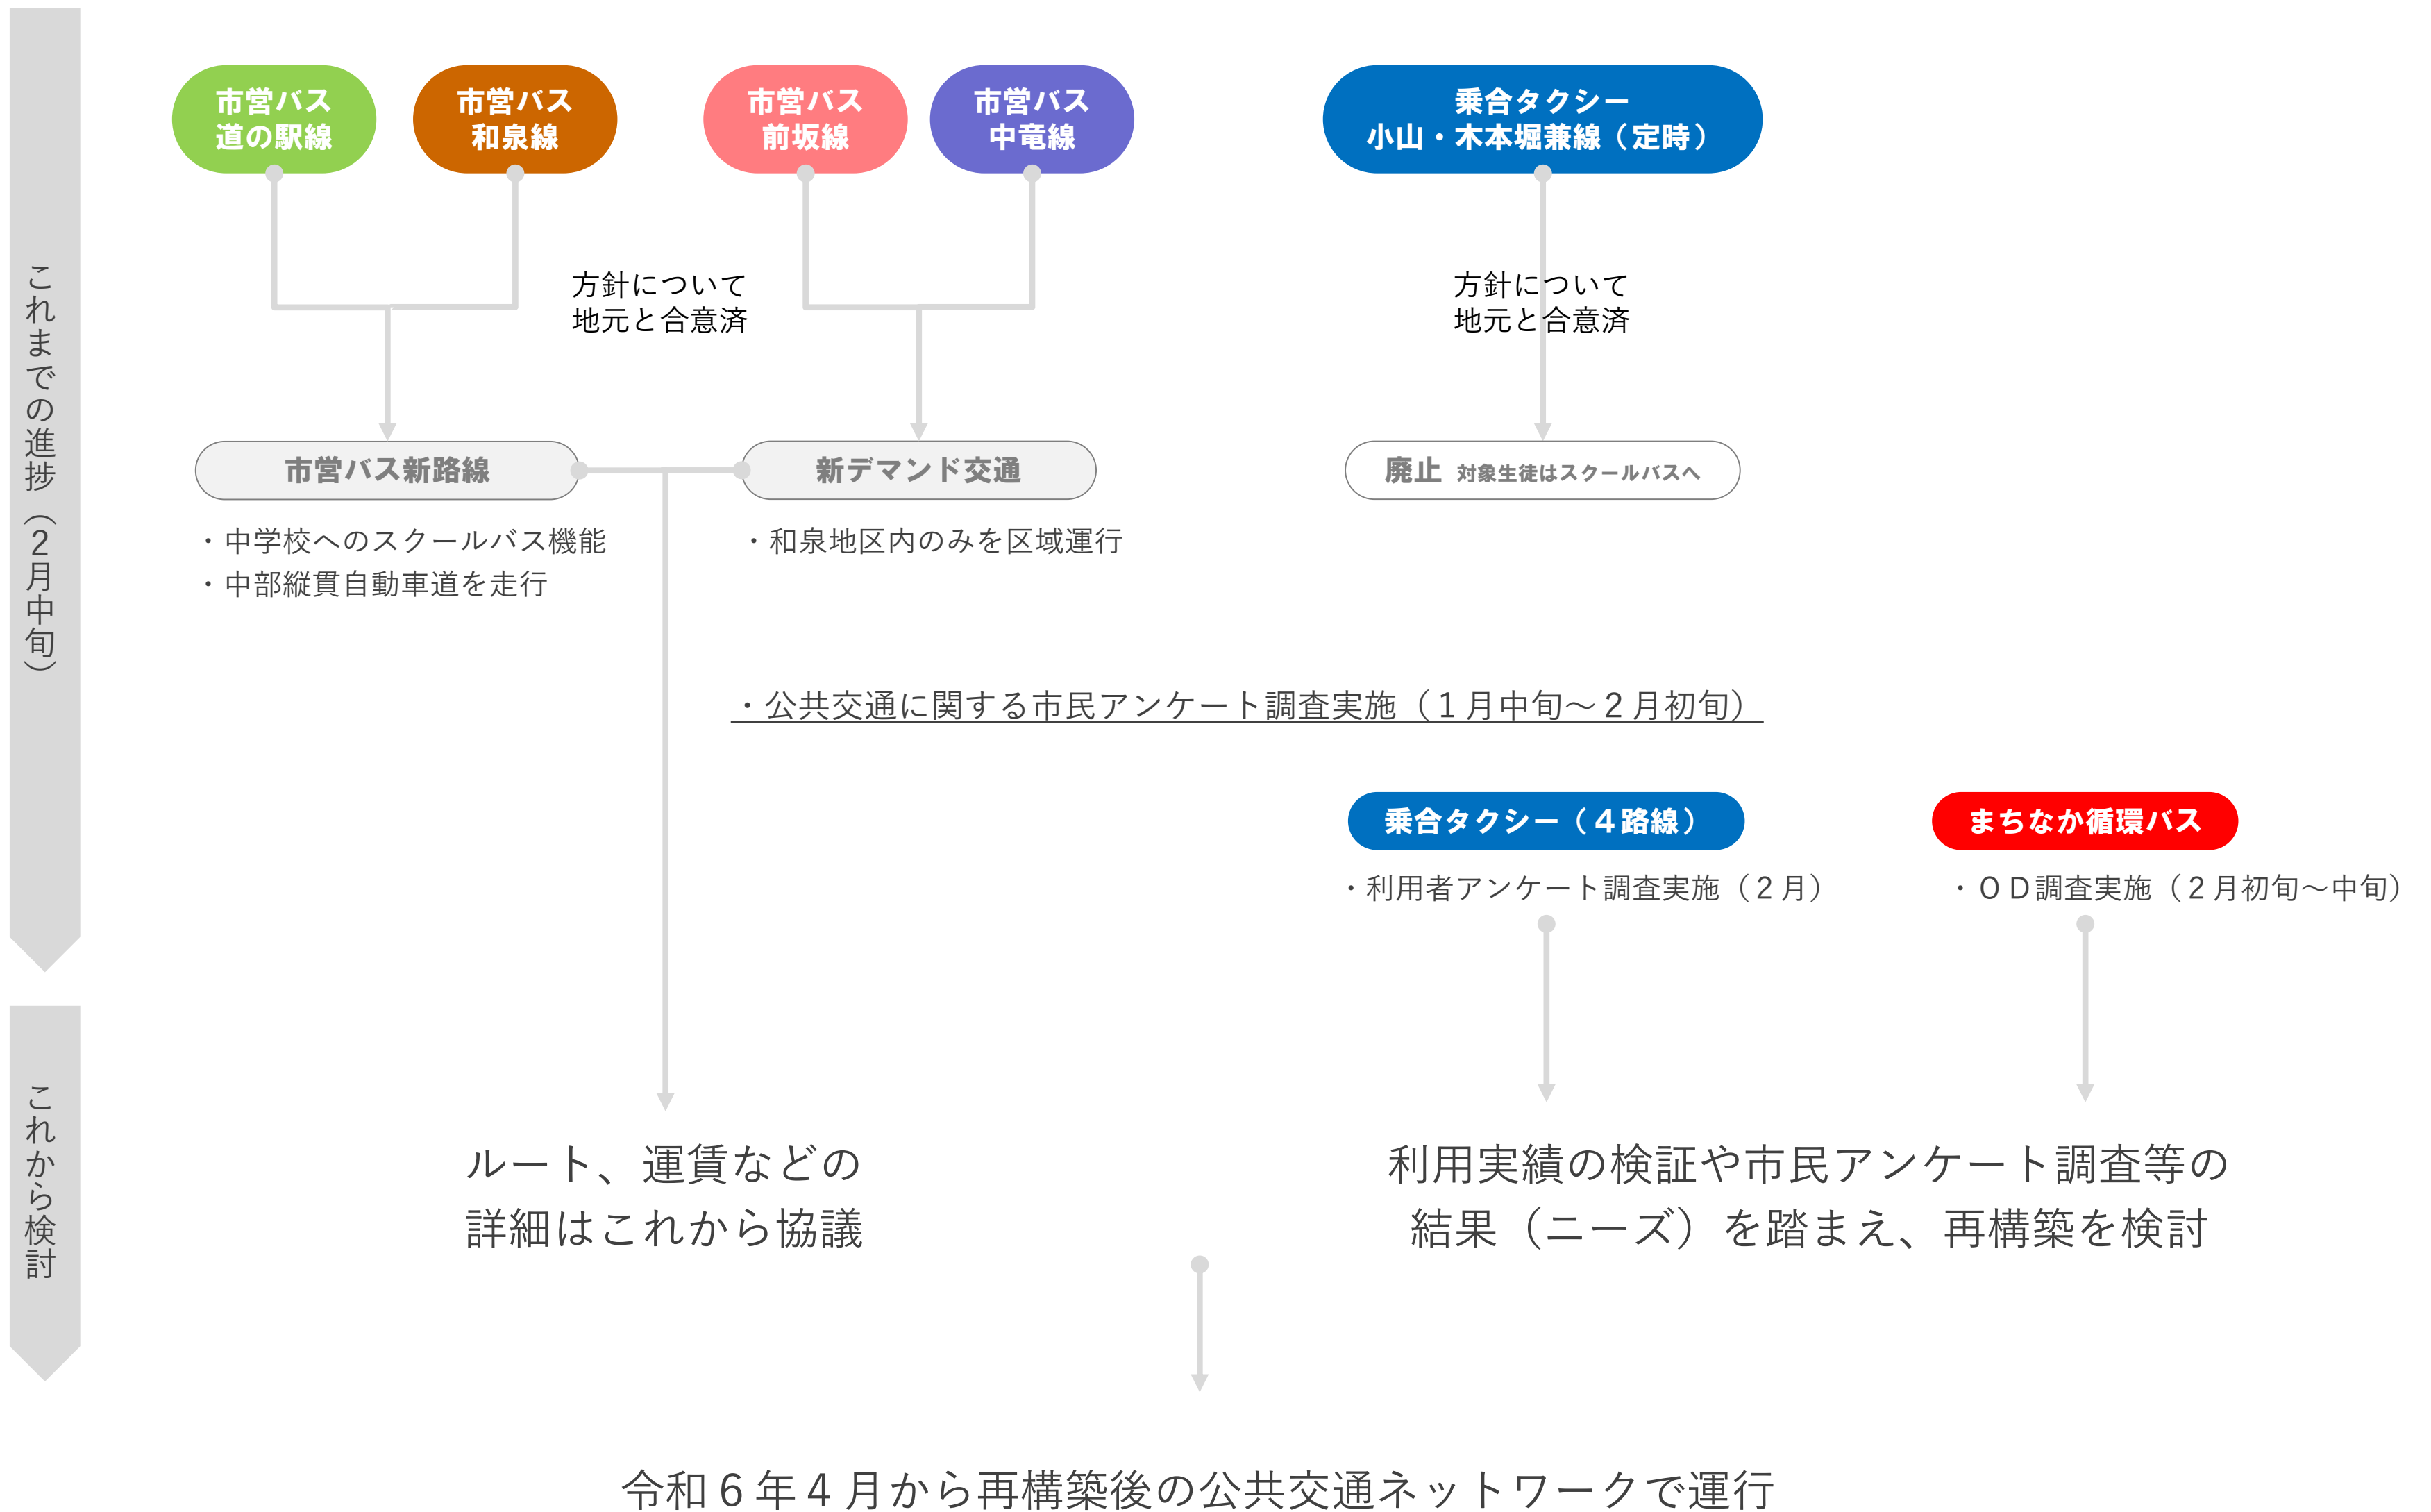 これまでの進捗（２月中旬）
市営バス
道の駅線
市営バス
和泉線
市営バス
前坂線
市営バス
中竜線
乗合タクシー
小山・木本堀兼線（定時）
方針について
地元と合意済
方針について
地元と合意済
市営バス新路線
新デマンド交通
廃止 対象生徒はスクールバスへ
・中学校へのスクールバス機能
・中部縦貫自動車道を走行
・和泉地区内のみを区域運行
・公共交通に関する市民アンケート調査実施（１月中旬～２月初旬）
乗合タクシー（４路線）
まちなか循環バス
・利用者アンケート調査実施（２月）
・ＯＤ調査実施（２月初旬～中旬）
これから検討
ルート、運賃などの
詳細はこれから協議
利用実績の検証や市民アンケート調査等の
結果（ニーズ）を踏まえ、再構築を検討
令和６年４月から再構築後の公共交通ネットワークで運行